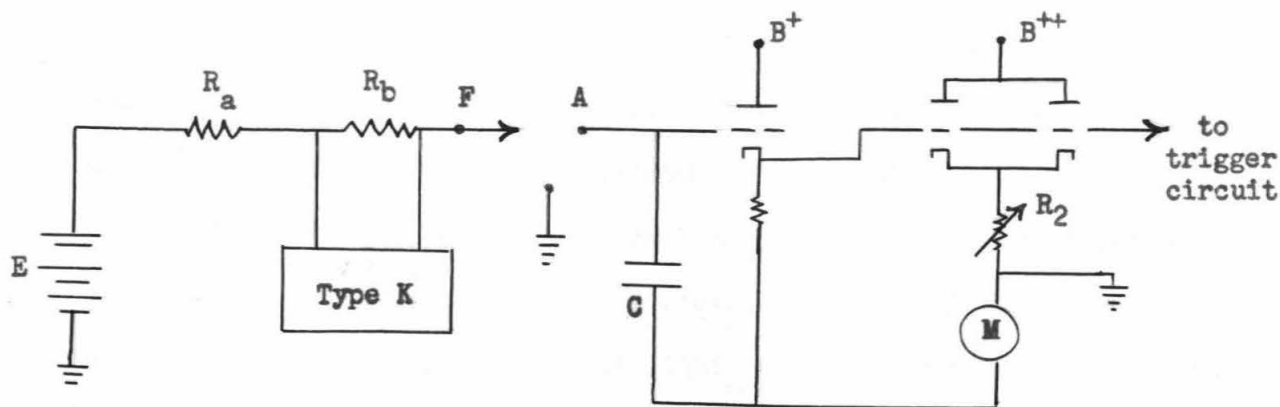 B+
B++
Ra
Rb
F
A
to
trigger
circuit
R2
E
Type K
C
M